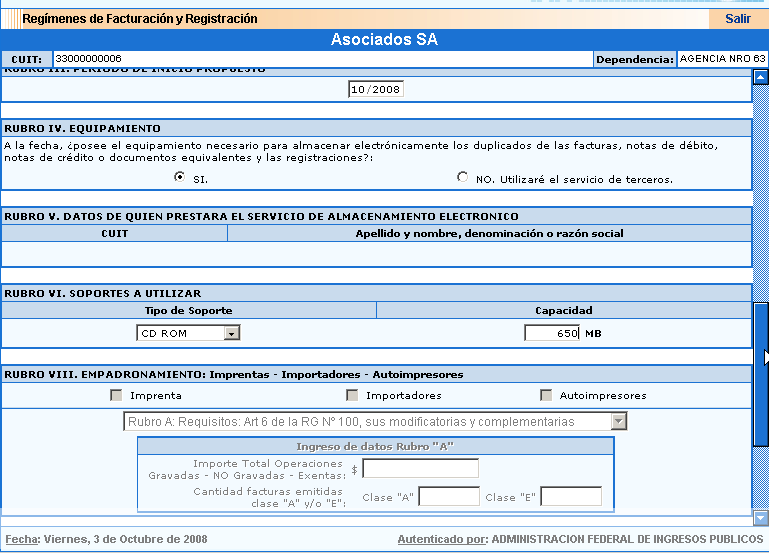 Regímenes de Facturación y Registración
Salir
Asociados SA
CUIT: 33000000006 Dependencia: AGENCIA NRO 63
RUBRO III. PERIODO DE INICIO PROPUESTO
10/2008
RUBRO IV. EQUIPAMIENTO
A la fecha, ¿posee el equipamiento necesario para almacenar electrónicamente los duplicados de las facturas, notas de débito,
notas de crédito o documentos equivalentes y las registraciones?:
SI. NO. Utilizaré el servicio de terceros.
RUBRO V. DATOS DE QUIEN PRESTARA EL SERVICIO DE ALMACENAMIENTO ELECTRONICO
CUIT Apellido y nombre, denominación o razón social
RUBRO VI. SOPORTES A UTILIZAR
Tipo de Soporte Capacidad
CD ROM 650 MB
RUBRO VIII. EMPADRONAMIENTO: Imprentas - Importadores - Autoimpresores
Imprenta Importadores Autoimpresores
Rubro A: Requisitos: Art 6 de la RG Nº 100, sus modificatorias y complementarias
Ingreso de datos Rubro "A"
Importe Total Operaciones
Gravadas - NO Gravadas - Exentas: $
Cantidad facturas emitidas
clase "A" y/o "E": Clase "A" Clase "E"
Fecha: Viernes, 3 de Octubre de 2008 Autenticado por: ADMINISTRACION FEDERAL DE INGRESOS PUBLICOS